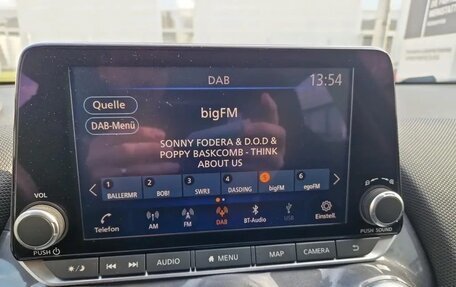 DAB 13:54
Quelle
bigFM
DAB-Menü
SONNY FODERA & D.O.D &
POPPY BASKCOMB - THINK
ABOUT US
1 2 3 4 5 6
BALLERMR BOB! SWR3 DASDING bigFM egoFM
Telefon AM FM DAB BT-Audio USB Einstell.
VOL
PUSH
PUSH SOUND
AUDIO MENU MAP CAMERA